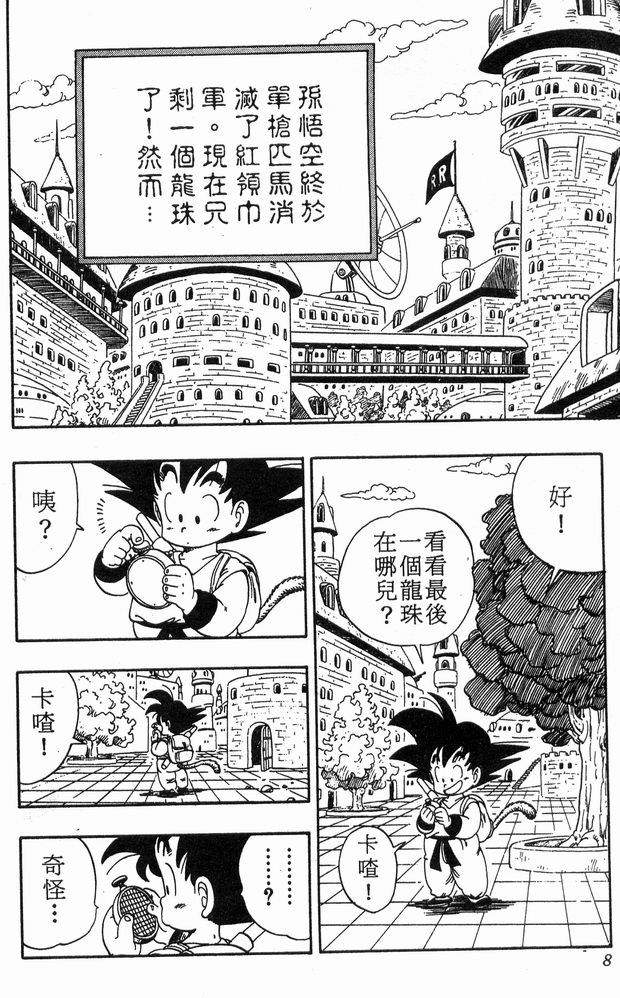 孫悟空終於
單槍匹馬消
滅了紅領巾
軍。現在只
剩一個龍珠
了！然而…
RR
好！
看看最後
一個龍珠
在哪兒？
卡喳！
咦？
卡喳！
……
……？
奇怪…
8